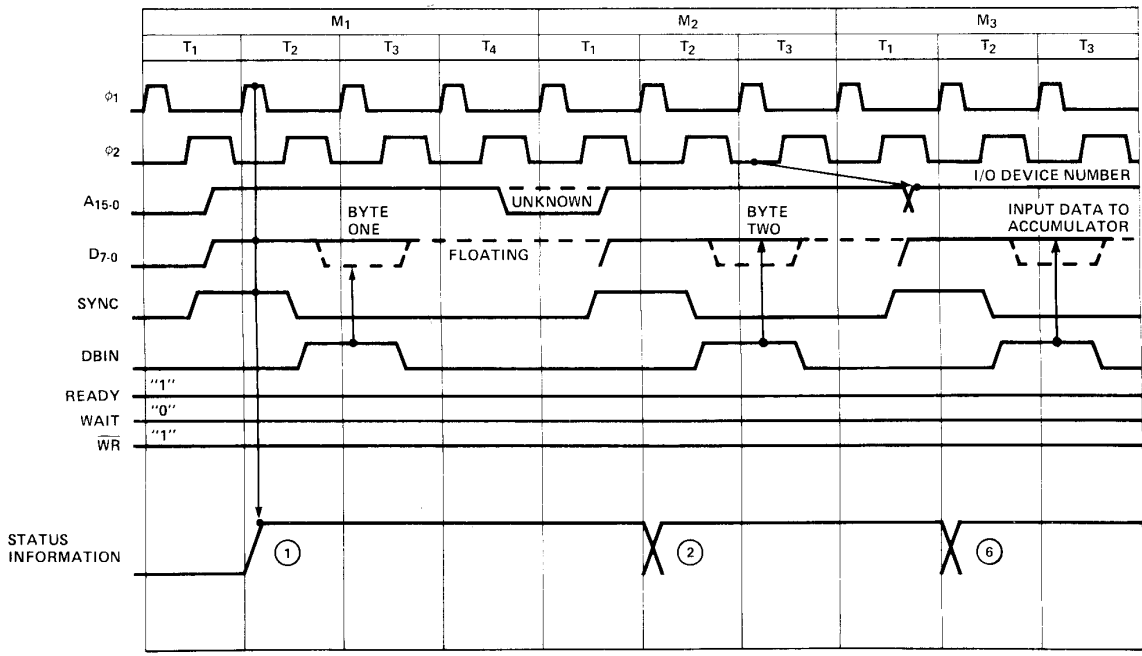 M1 M2 M3
T1 T2 T3 T4 T1 T2 T3 T1 T2 T3
φ1
φ2
I/O DEVICE NUMBER
A15-0
UNKNOWN
BYTE
ONE
BYTE
TWO
INPUT DATA TO
ACCUMULATOR
D7-0
FLOATING
SYNC
DBIN
READY "1"
WAIT "0"
W̅R̅ "1"
STATUS
INFORMATION
1 2 6